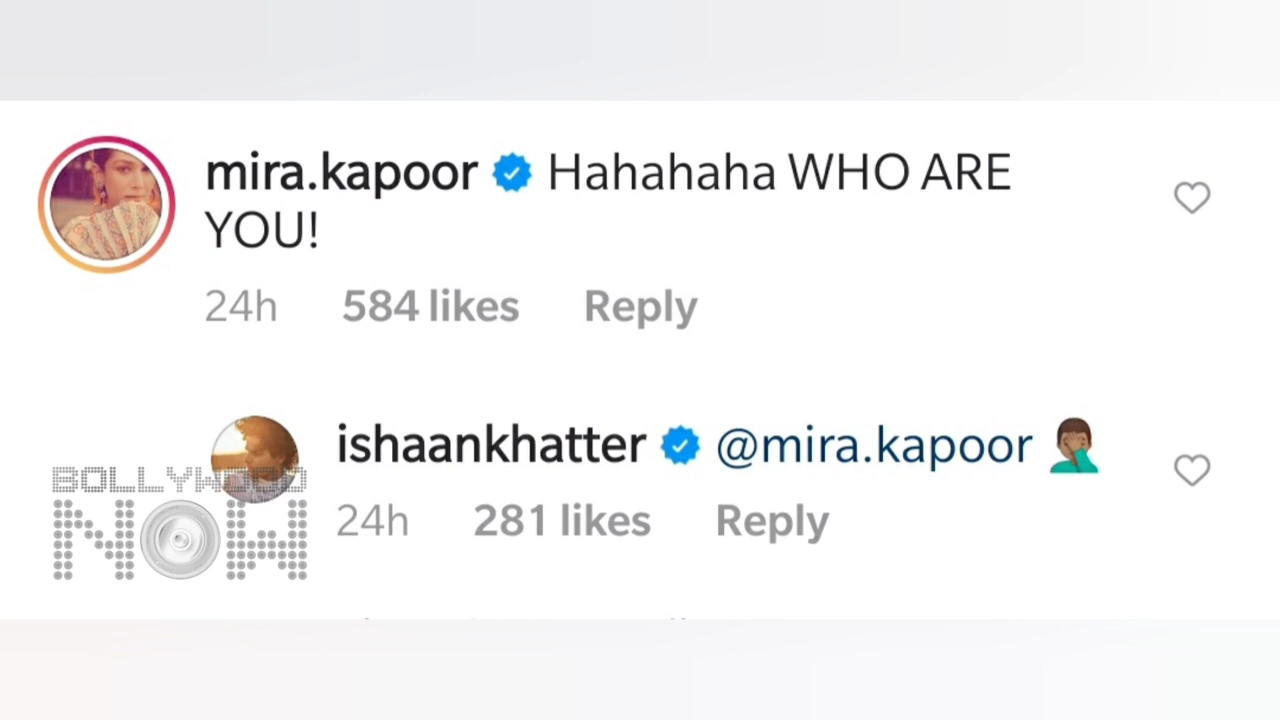 mira.kapoor Hahahaha WHO ARE
YOU!
24h 584 likes Reply
ishaankhatter @mira.kapoor 🤦🏾‍♂️
24h 281 likes Reply
BOLLYWOOD
NOW